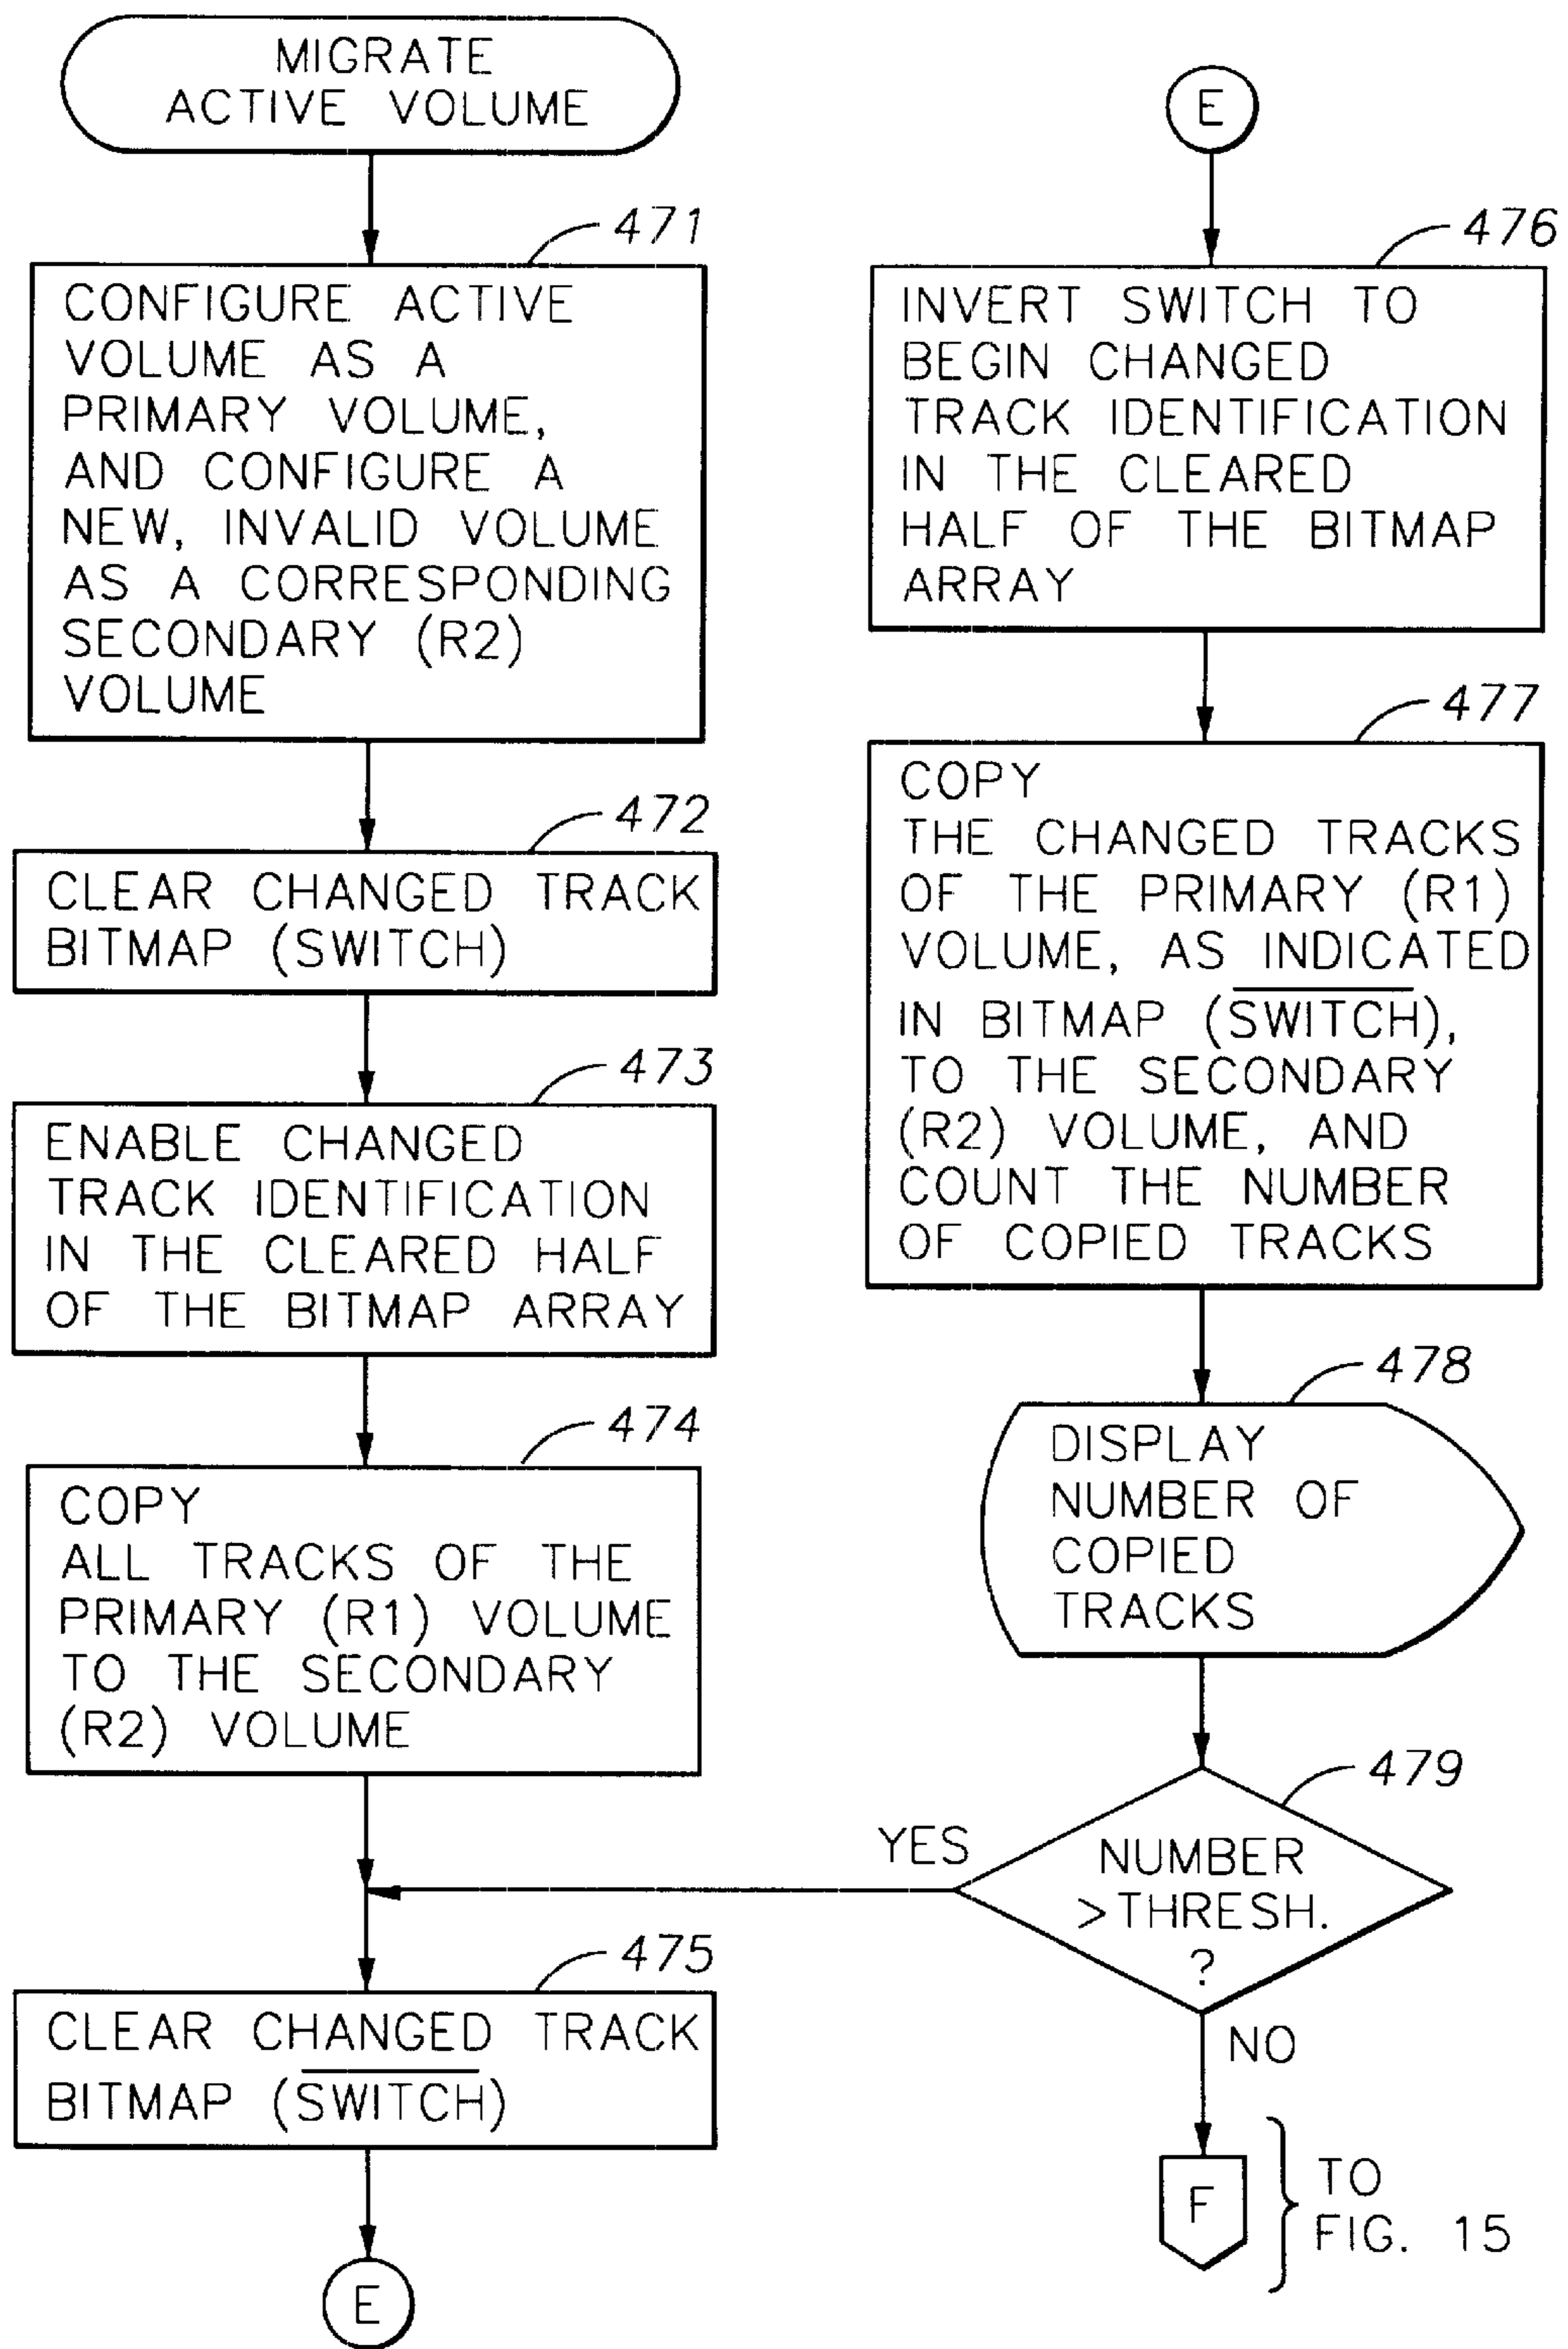 MIGRATE
ACTIVE VOLUME
471
CONFIGURE ACTIVE
VOLUME AS A
PRIMARY VOLUME,
AND CONFIGURE A
NEW, INVALID VOLUME
AS A CORRESPONDING
SECONDARY (R2)
VOLUME
472
CLEAR CHANGED TRACK
BITMAP (SWITCH)
473
ENABLE CHANGED
TRACK IDENTIFICATION
IN THE CLEARED HALF
OF THE BITMAP ARRAY
474
COPY
ALL TRACKS OF THE
PRIMARY (R1) VOLUME
TO THE SECONDARY
(R2) VOLUME
475
CLEAR CHANGED TRACK
BITMAP (S̅W̅I̅T̅C̅H̅)
E
E
476
INVERT SWITCH TO
BEGIN CHANGED
TRACK IDENTIFICATION
IN THE CLEARED
HALF OF THE BITMAP
ARRAY
477
COPY
THE CHANGED TRACKS
OF THE PRIMARY (R1)
VOLUME, AS INDICATED
IN BITMAP (S̅W̅I̅T̅C̅H̅),
TO THE SECONDARY
(R2) VOLUME, AND
COUNT THE NUMBER
OF COPIED TRACKS
478
DISPLAY
NUMBER OF
COPIED
TRACKS
479
YES
NUMBER
>THRESH.
?
NO
F
TO
FIG. 15